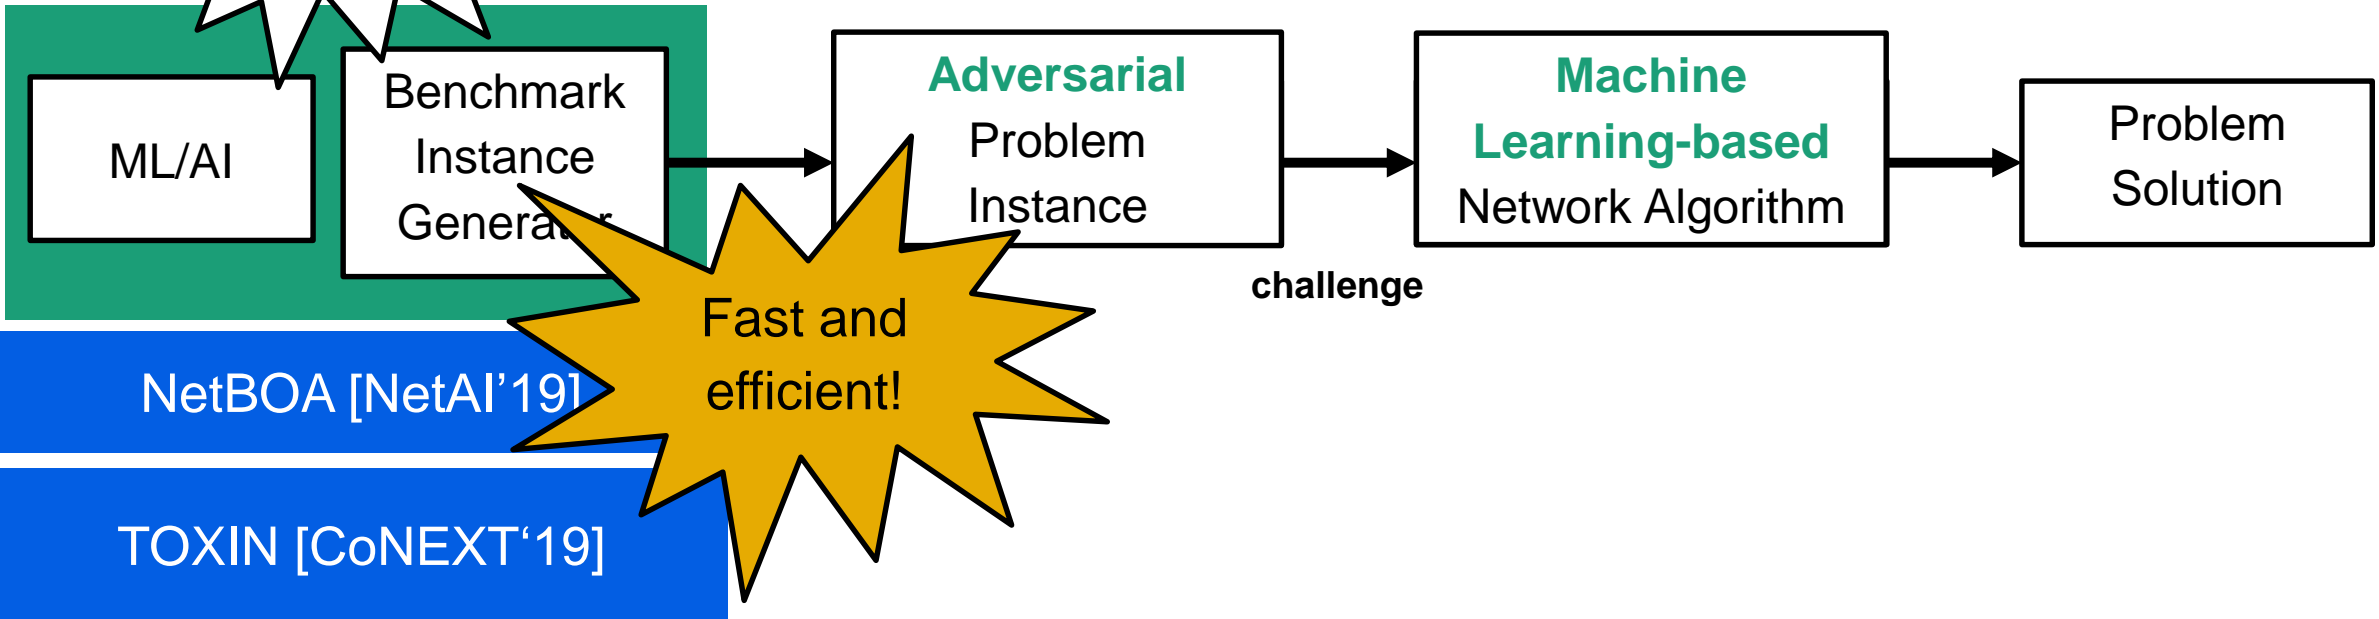 ML/AI
Benchmark
Instance
Generator
Adversarial
Problem
Instance
challenge
Machine
Learning-based
Network Algorithm
Problem
Solution
Fast and
efficient!
NetBOA [NetAI’19]
TOXIN [CoNEXT‘19]